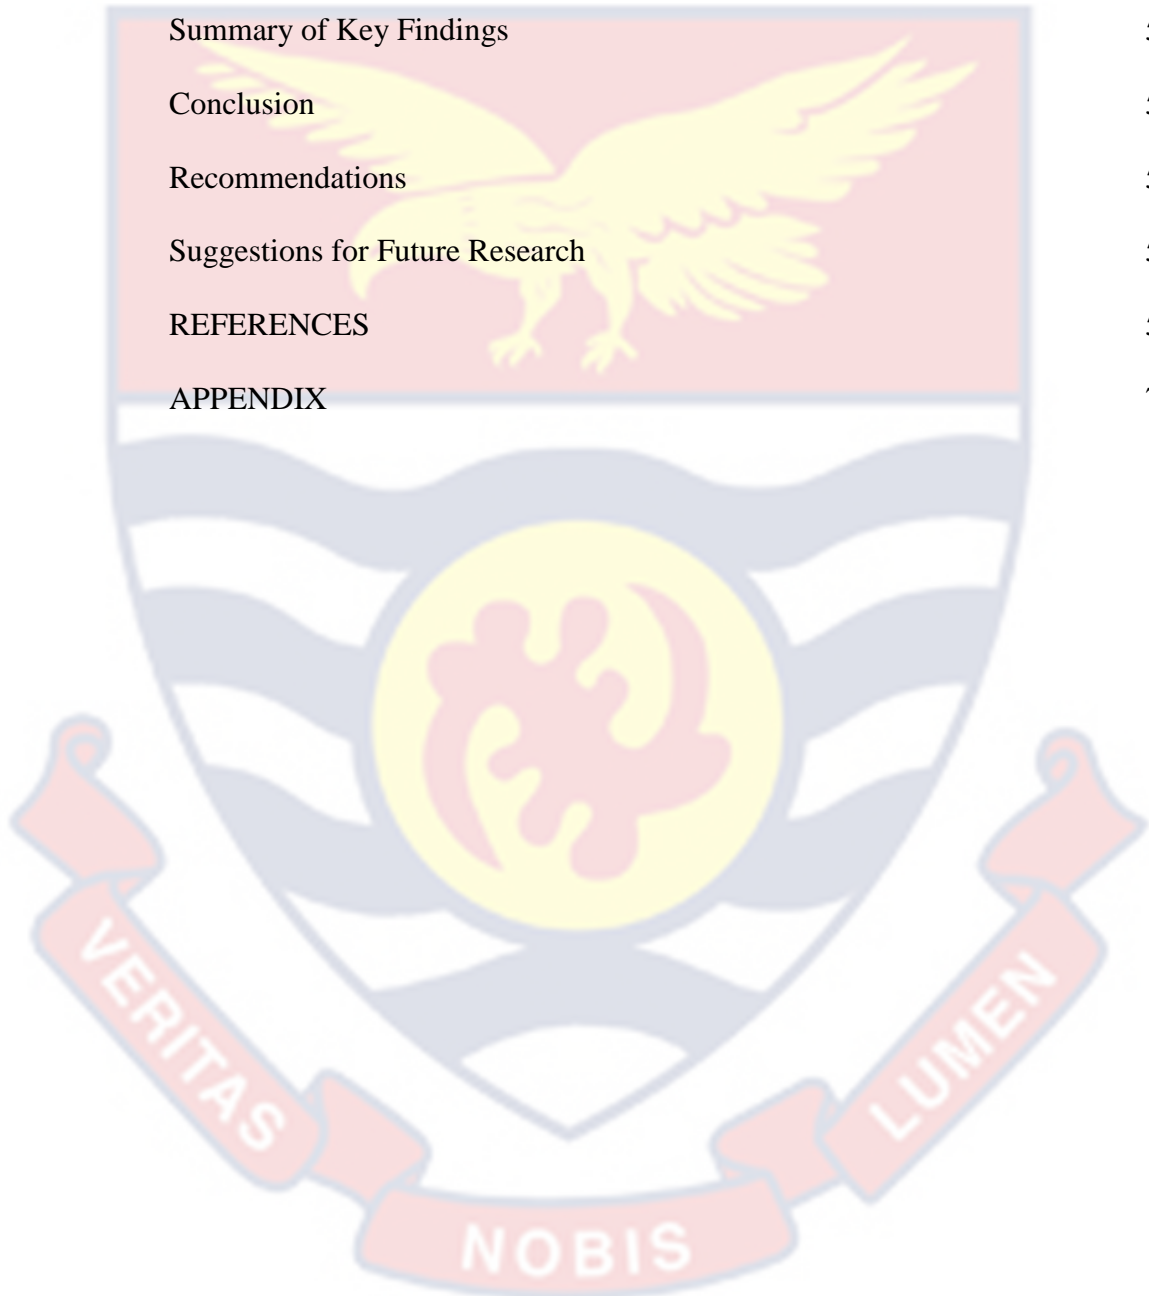 Summary of Key Findings
Conclusion
Recommendations
Suggestions for Future Research
REFERENCES
APPENDIX
VERITAS
NOBIS
LUMEN